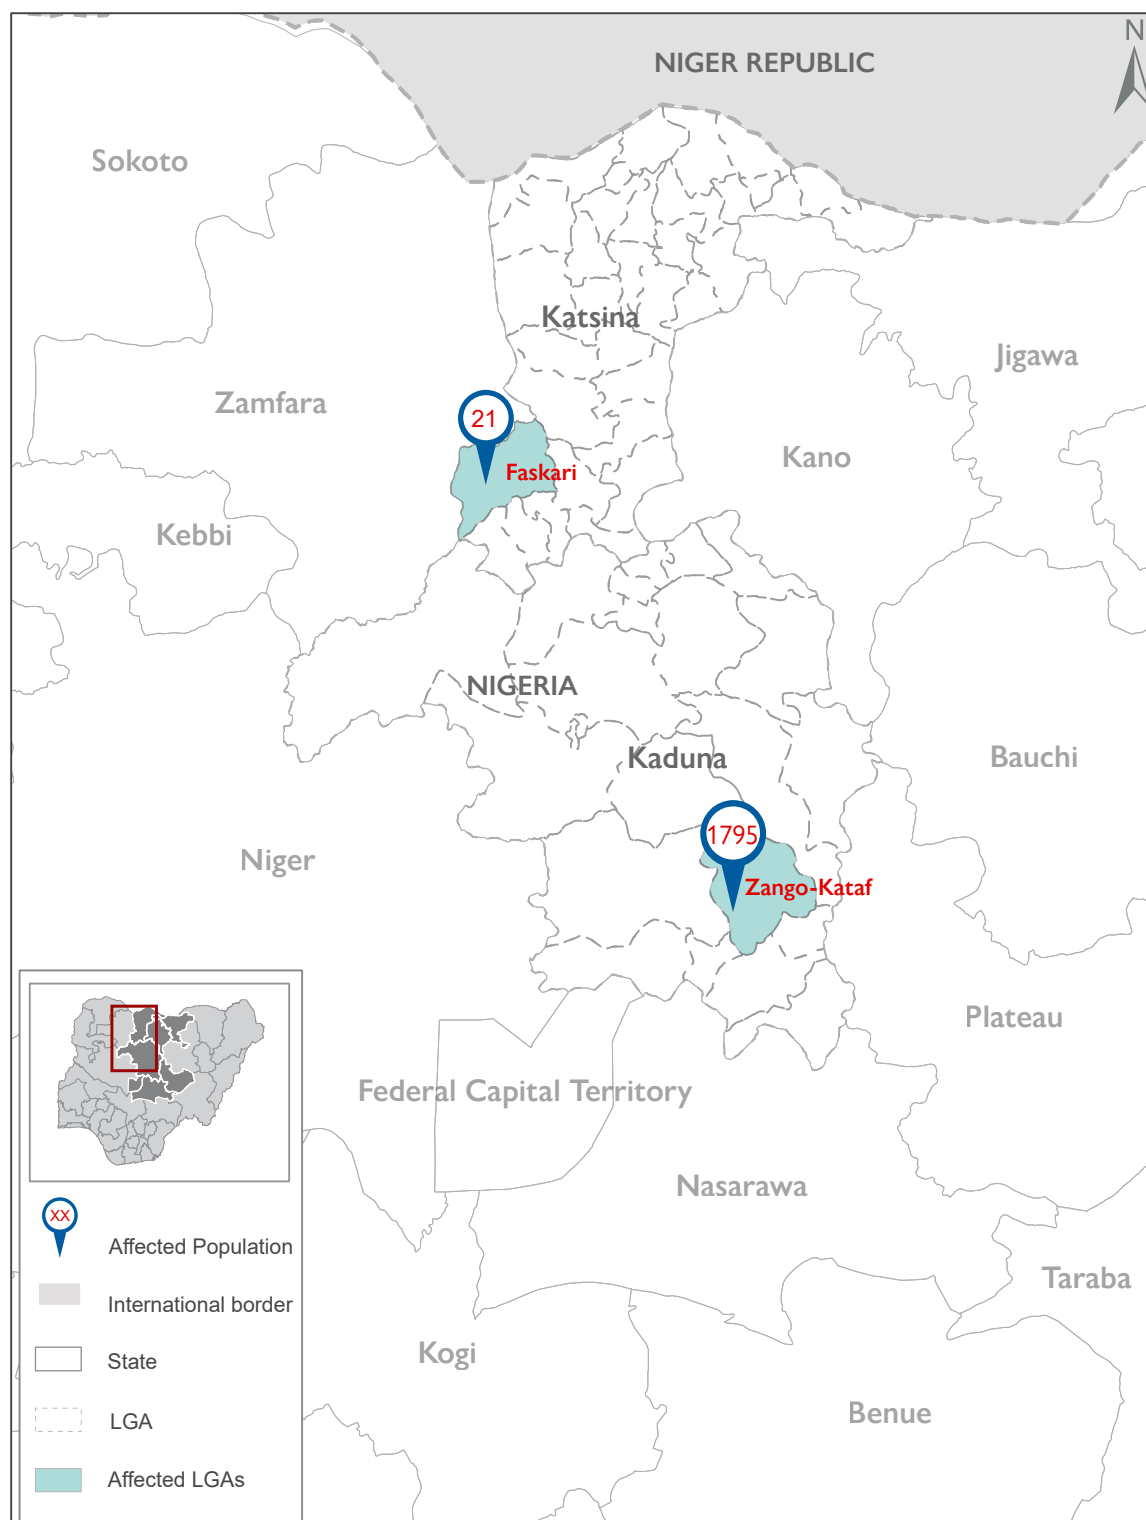 N
NIGER REPUBLIC
Sokoto
Katsina
Jigawa
Zamfara
21
Kano
Faskari
Kebbi
NIGERIA
Kaduna
Bauchi
1795
Niger
Zango-Kataf
Plateau
Federal Capital Territory
Nasarawa
XX
Affected Population
Taraba
International border
Kogi
State
Benue
LGA
Affected LGAs